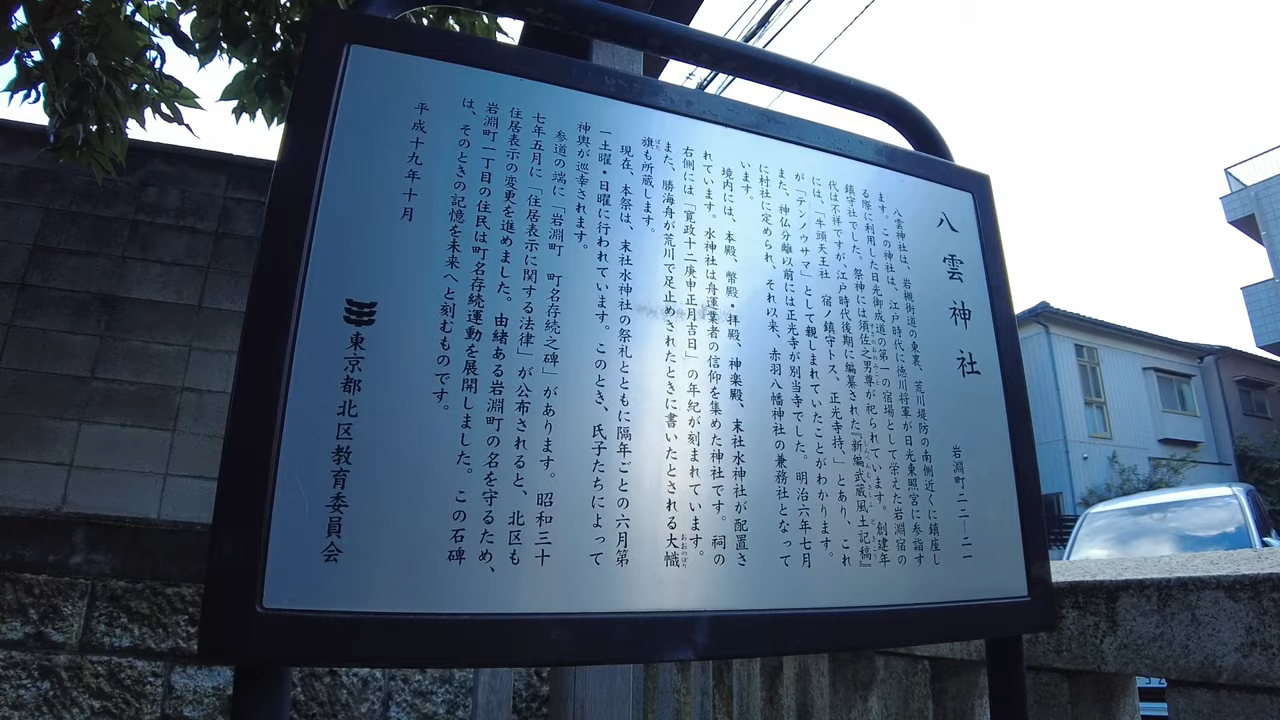 八雲神社
岩淵町二二―二一
八雲神社は、岩槻街道の東裏、荒川堤防の南側近くに鎮座し
ます。この神社は、江戸時代に徳川将軍が日光東照宮に参詣す
る際に利用した日光御成道の第一の宿場として栄えた岩淵宿の
鎮守社でした。祭神には須佐之男尊が祀られています。創建年
代は不祥ですが、江戸時代後期に編纂された『新編武蔵風土記稿』
には、「牛頭天王社　宿ノ鎮守トス、正光寺持、」とあり、これ
が「テンノウサマ」として親しまれていたことがわかります。
また、神仏分離以前には正光寺が別当寺でした。明治六年七月
に村社に定められ、それ以来、赤羽八幡神社の兼務社となって
います。
境内には、本殿、幣殿・拝殿、神楽殿、末社水神社が配置さ
れています。水神社は舟運業者の信仰を集めた神社です。祠の
右側には「寛政十二庚申正月吉日」の年紀が刻まれています。
また、勝海舟が荒川で足止めされたときに書いたとされる大幟
旗も所蔵します。
現在、本祭は、末社水神社の祭礼とともに隔年ごとの六月第
一土曜・日曜に行われています。このとき、氏子たちによって
神輿が巡幸されます。
参道の端に「岩淵町　町名存続之碑」があります。昭和三十
七年五月に「住居表示に関する法律」が公布されると、北区も
住居表示の変更を進めました。由緒ある岩淵町の名を守るため、
岩淵町一丁目の住民は町名存続運動を展開しました。この石碑
は、そのときの記憶を未来へと刻むものです。
平成十九年十月
東京都北区教育委員会